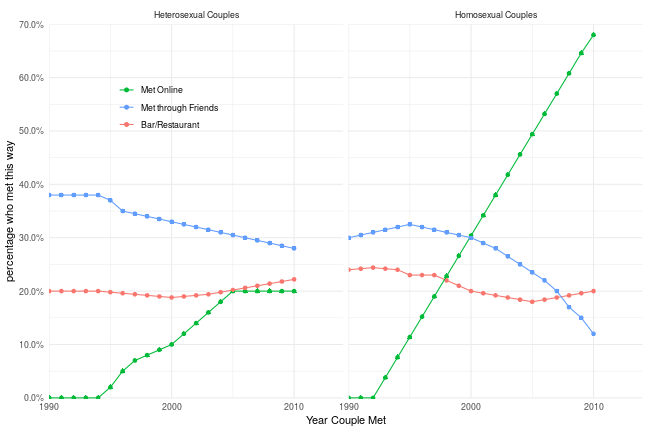 Heterosexual Couples
Homosexual Couples
70.0%
60.0%
50.0%
40.0%
30.0%
20.0%
10.0%
0.0%
percentage who met this way
Met Online
Met through Friends
Bar/Restaurant
1990
2000
2010
1990
2000
2010
Year Couple Met